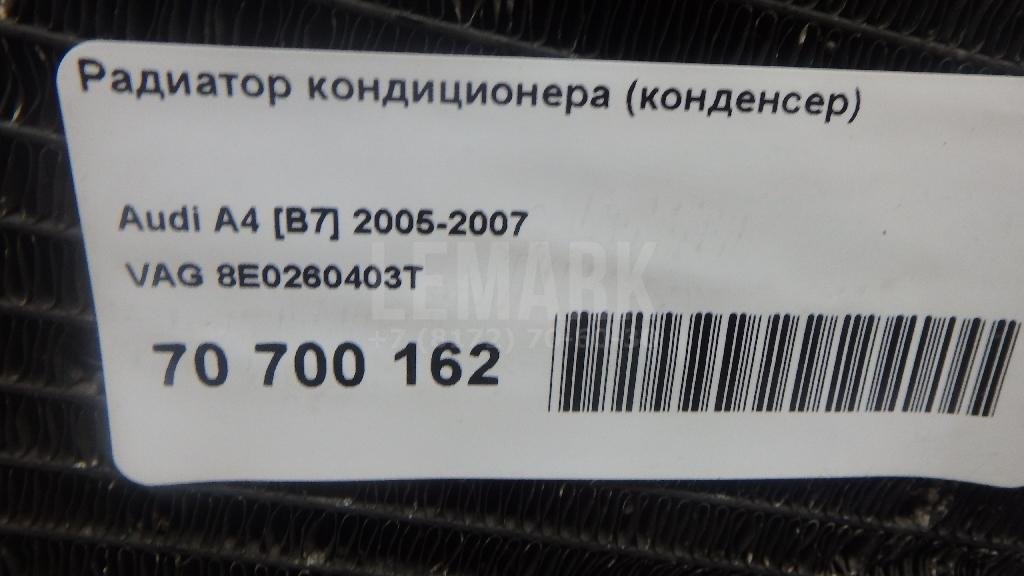 Радиатор кондиционера (конденсер)
Audi A4 [B7] 2005-2007
VAG 8E0260403T
LEMARK
70 700 162